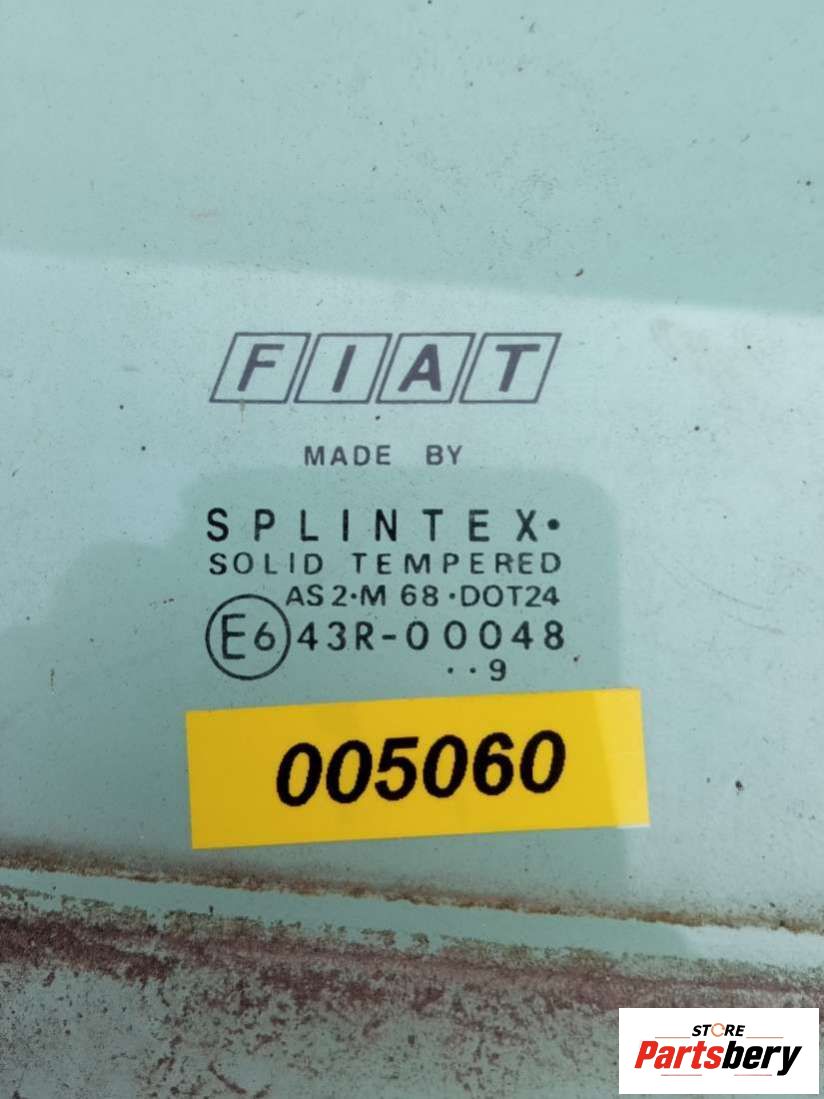 FIAT
MADE BY
SPLINTEX•
SOLID TEMPERED
AS2•M 68•DOT24
E6 43R-00048
··9
005060
STORE
Partsbery